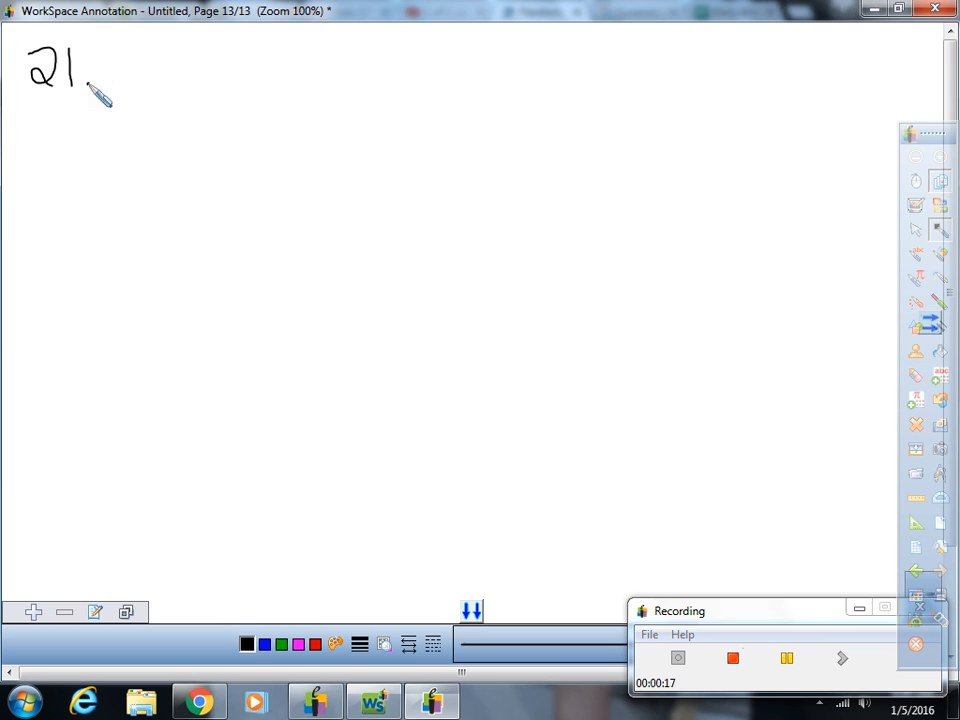 WorkSpace Annotation - Untitled, Page 13/13 (Zoom 100%) *
21.
Recording
File Help
00:00:17
1/5/2016